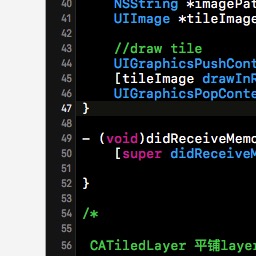 40 NSString *imagePat
41 UIImage *tileImage
42
43 //draw tile
44 UIGraphicsPushCont
45 [tileImage drawInR
46 UIGraphicsPopConte
47 }
48
49 - (void)didReceiveMemo
50 [super didReceiveM
51
52 }
53
54 /*
55
56 CATiledLayer 平铺layer